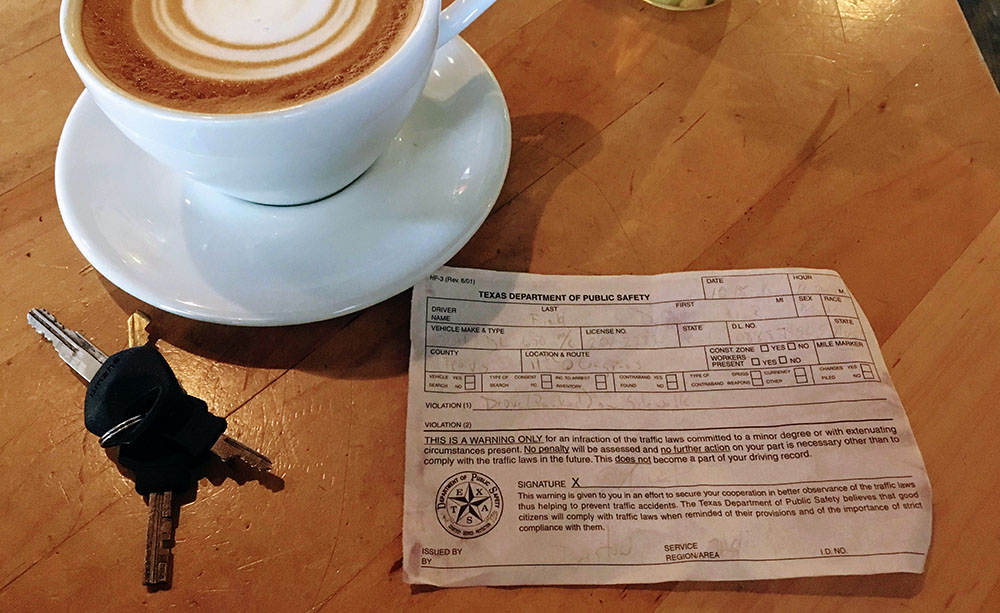 HP-3 (Rev. 6/01)
TEXAS DEPARTMENT OF PUBLIC SAFETY
DATE HOUR
M.
DRIVER NAME LAST FIRST MI SEX RACE
VEHICLE MAKE & TYPE LICENSE NO. STATE D.L. NO. STATE
COUNTY LOCATION & ROUTE CONST. ZONE YES NO MILE MARKER
WORKERS PRESENT YES NO
VEHICLE SEARCH YES NO TYPE OF SEARCH CONSENT PC INC TO ARREST INVENTORY CONTRABAND FOUND YES NO TYPE OF CONTRABAND DRUGS WEAPONS CURRENCY OTHER CHARGES FILED YES NO
VIOLATION (1) Drove
VIOLATION (2)
THIS IS A WARNING ONLY for an infraction of the traffic laws committed to a minor degree or with extenuating
circumstances present. No penalty will be assessed and no further action on your part is necessary other than to
comply with the traffic laws in the future. This does not become a part of your driving record.
SIGNATURE X
This warning is given to you in an effort to secure your cooperation in better observance of the traffic laws
thus helping to prevent traffic accidents. The Texas Department of Public Safety believes that good
citizens will comply with traffic laws when reminded of their provisions and of the importance of strict
compliance with them.
DEPARTMENT OF PUBLIC SAFETY
TEXAS
ISSUED BY SERVICE
BY REGION/AREA I.D. NO.